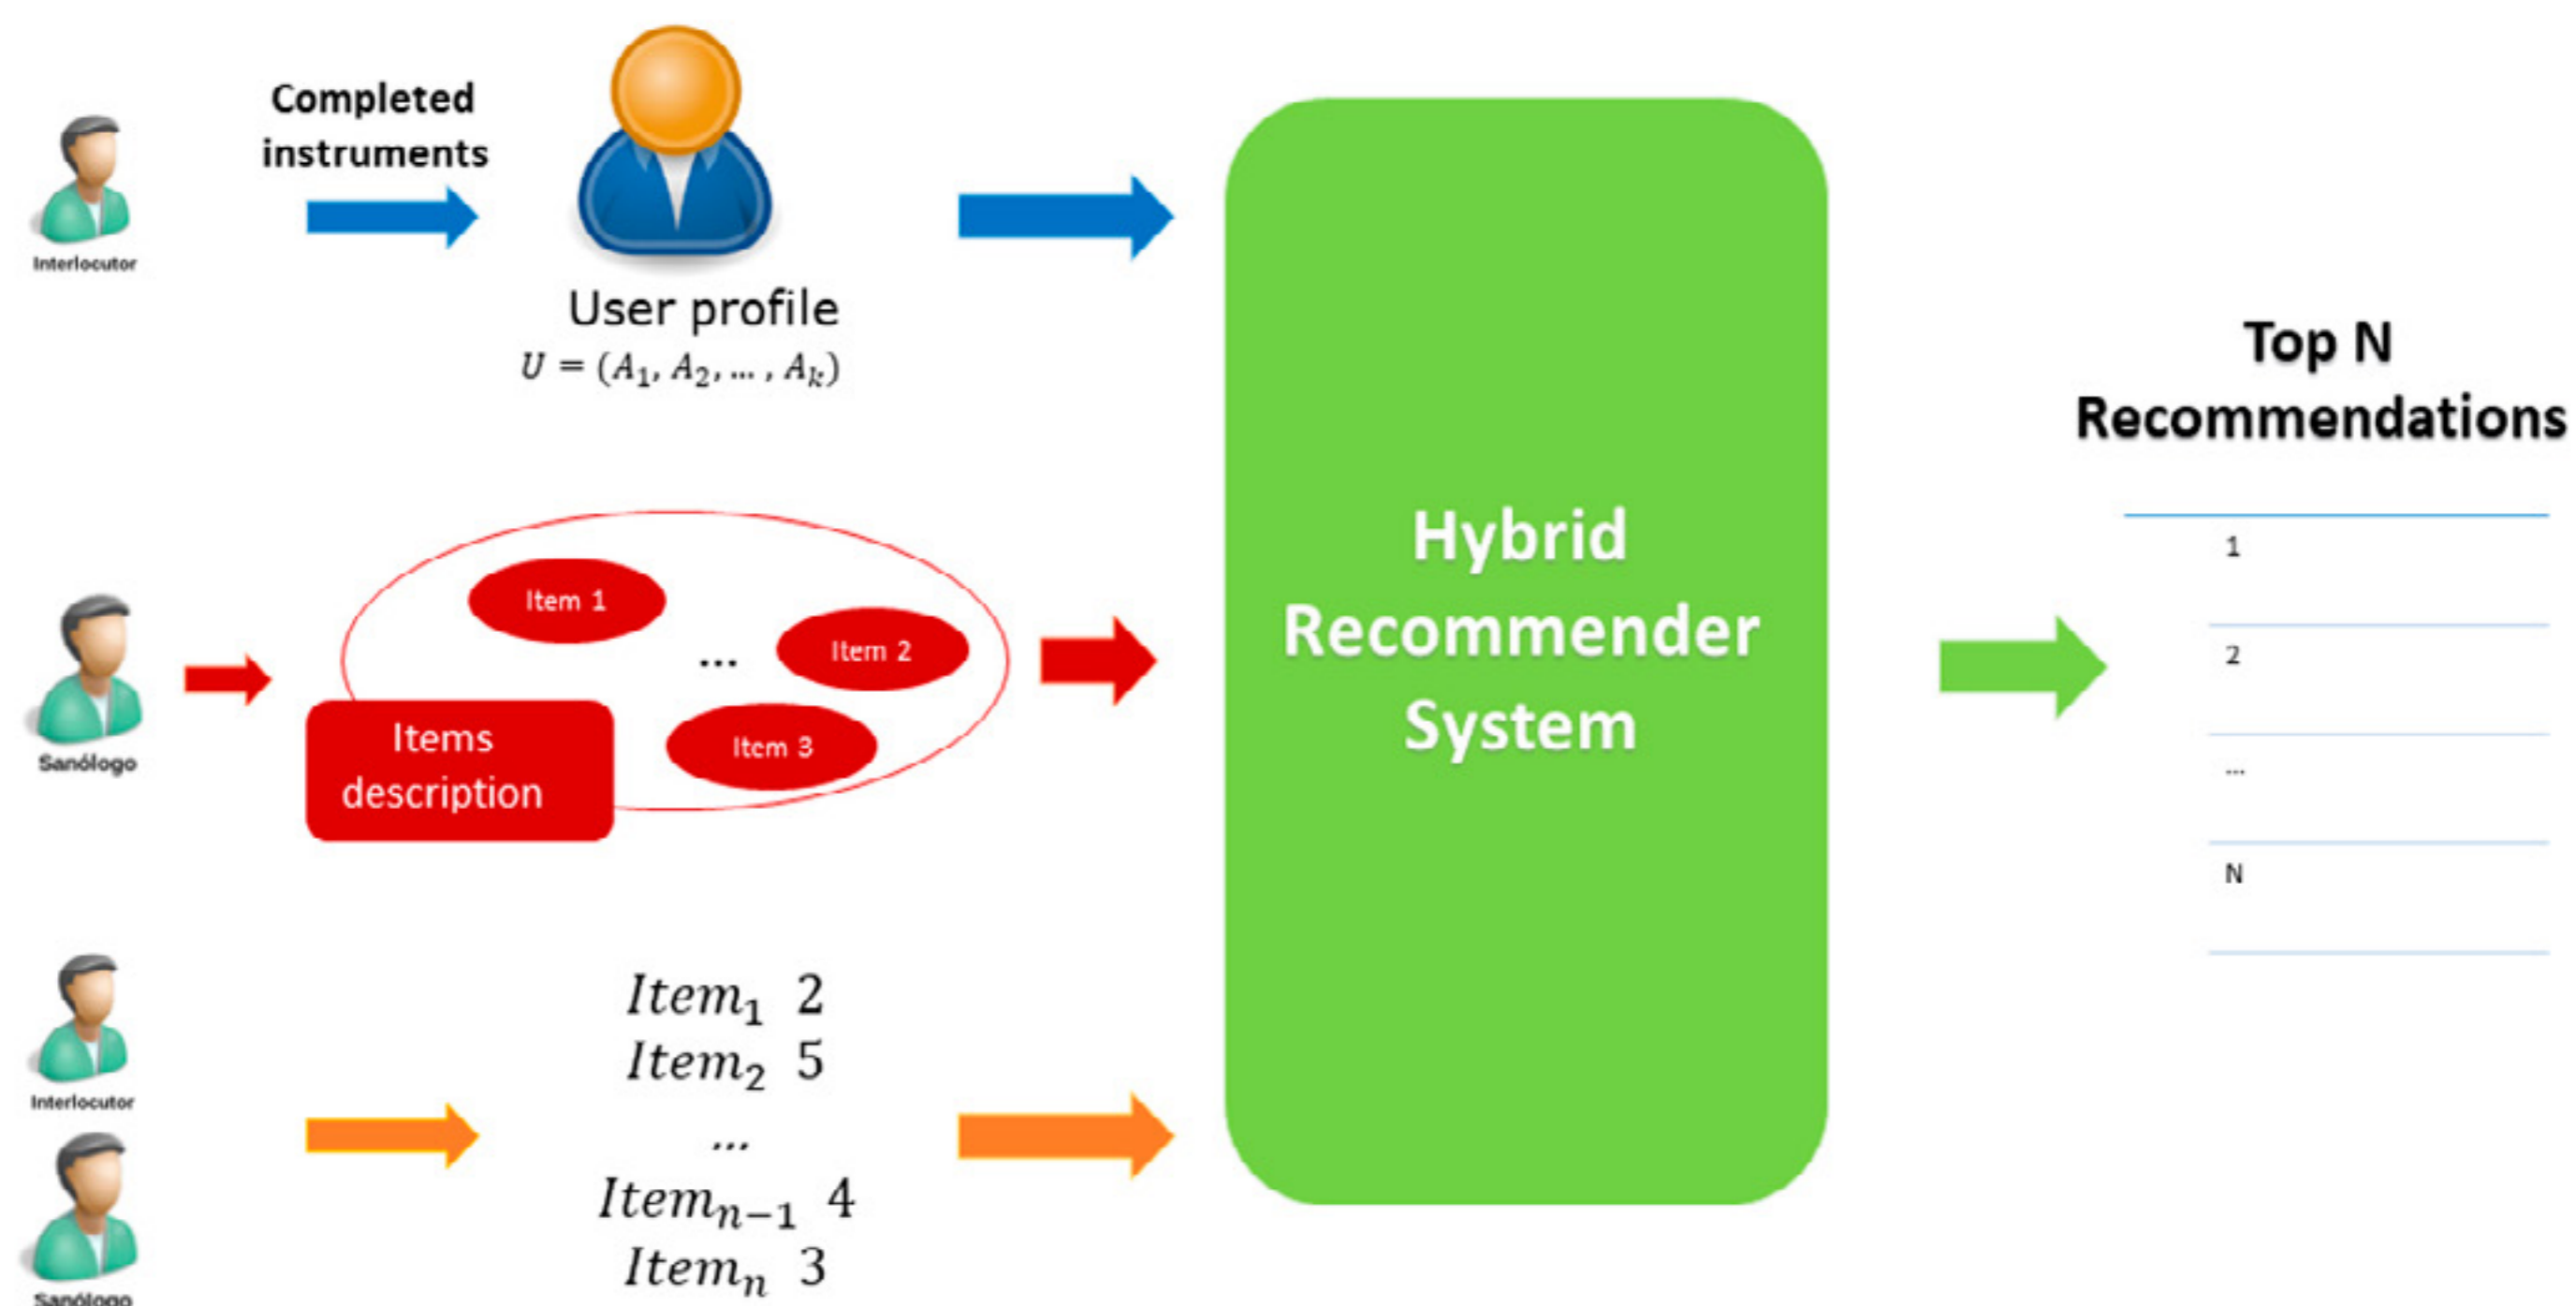 Completed
instruments
Interlocutor
User profile
U = (A₁, A₂, … , Aₖ)
Item 1
...
Item 2
Item 3
Items
description
Sanólogo
Interlocutor
Sanólogo
Item₁ 2
Item₂ 5
...
Itemₙ₋₁ 4
Itemₙ 3
Hybrid
Recommender
System
Top N
Recommendations
1
2
...
N